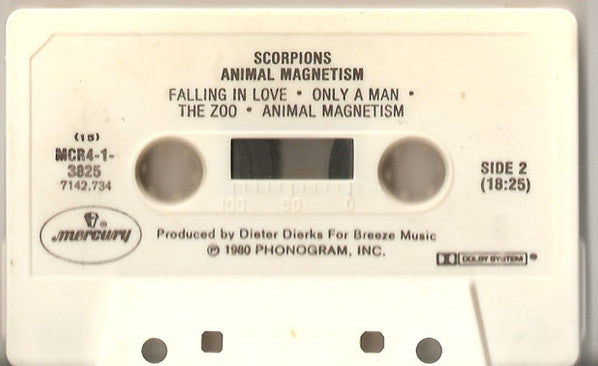 SCORPIONS
ANIMAL MAGNETISM
FALLING IN LOVE • ONLY A MAN •
THE ZOO • ANIMAL MAGNETISM
(15)
MCR4-1-
3825
7142.734
SIDE 2
(18:25)
100 50 0
mercury ®
Produced by Dieter Dierks For Breeze Music
℗ 1980 PHONOGRAM, INC.
DOLBY SYSTEM ®